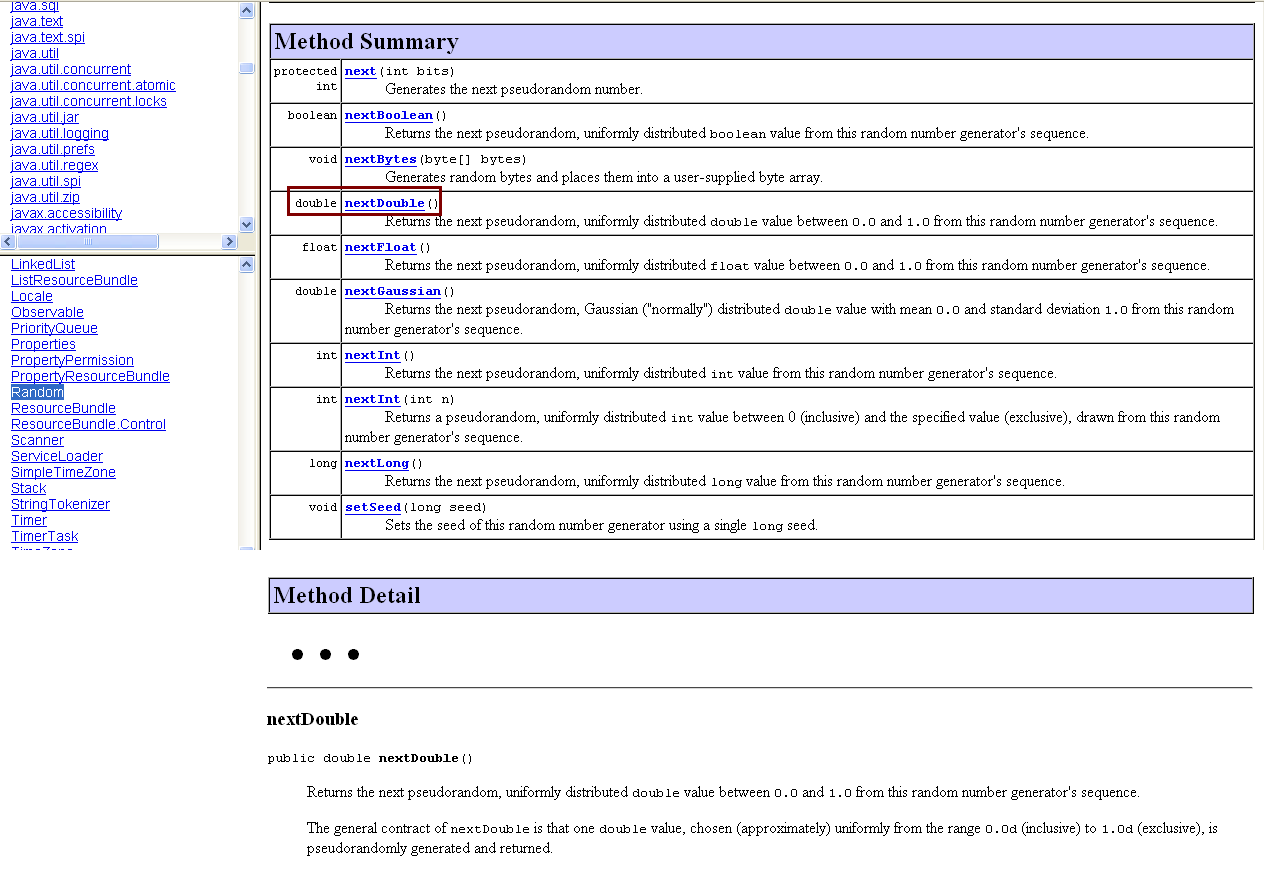 java.sql
java.text
java.text.spi
java.util
java.util.concurrent
java.util.concurrent.atomic
java.util.concurrent.locks
java.util.jar
java.util.logging
java.util.prefs
java.util.regex
java.util.spi
java.util.zip
javax.accessibility
javax.activation
LinkedList
ListResourceBundle
Locale
Observable
PriorityQueue
Properties
PropertyPermission
PropertyResourceBundle
Random
ResourceBundle
ResourceBundle.Control
Scanner
ServiceLoader
SimpleTimeZone
Stack
StringTokenizer
Timer
TimerTask
TimeZone
Method Summary
protected int next(int bits)
Generates the next pseudorandom number.
boolean nextBoolean()
Returns the next pseudorandom, uniformly distributed boolean value from this random number generator's sequence.
void nextBytes(byte[] bytes)
Generates random bytes and places them into a user-supplied byte array.
double nextDouble()
Returns the next pseudorandom, uniformly distributed double value between 0.0 and 1.0 from this random number generator's sequence.
float nextFloat()
Returns the next pseudorandom, uniformly distributed float value between 0.0 and 1.0 from this random number generator's sequence.
double nextGaussian()
Returns the next pseudorandom, Gaussian ("normally") distributed double value with mean 0.0 and standard deviation 1.0 from this
random number generator's sequence.
int nextInt()
Returns the next pseudorandom, uniformly distributed int value from this random number generator's sequence.
int nextInt(int n)
Returns a pseudorandom, uniformly distributed int value between 0 (inclusive) and the specified value (exclusive), drawn from this random
number generator's sequence.
long nextLong()
Returns the next pseudorandom, uniformly distributed long value from this random number generator's sequence.
void setSeed(long seed)
Sets the seed of this random number generator using a single long seed.
Method Detail
● ● ●
nextDouble
public double nextDouble()
Returns the next pseudorandom, uniformly distributed double value between 0.0 and 1.0 from this random number generator's sequence.
The general contract of nextDouble is that one double value, chosen (approximately) uniformly from the range 0.0d (inclusive) to 1.0d (exclusive), is
pseudorandomly generated and returned.